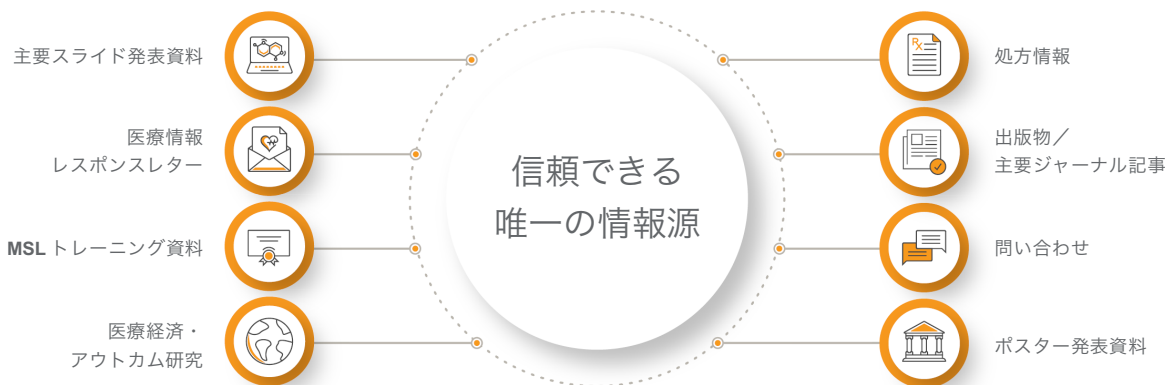 主要スライド発表資料
医療情報
レスポンスレター
MSL トレーニング資料
医療経済・
アウトカム研究
信頼できる
唯一の情報源
Rx
処方情報
出版物／
主要ジャーナル記事
問い合わせ
ポスター発表資料